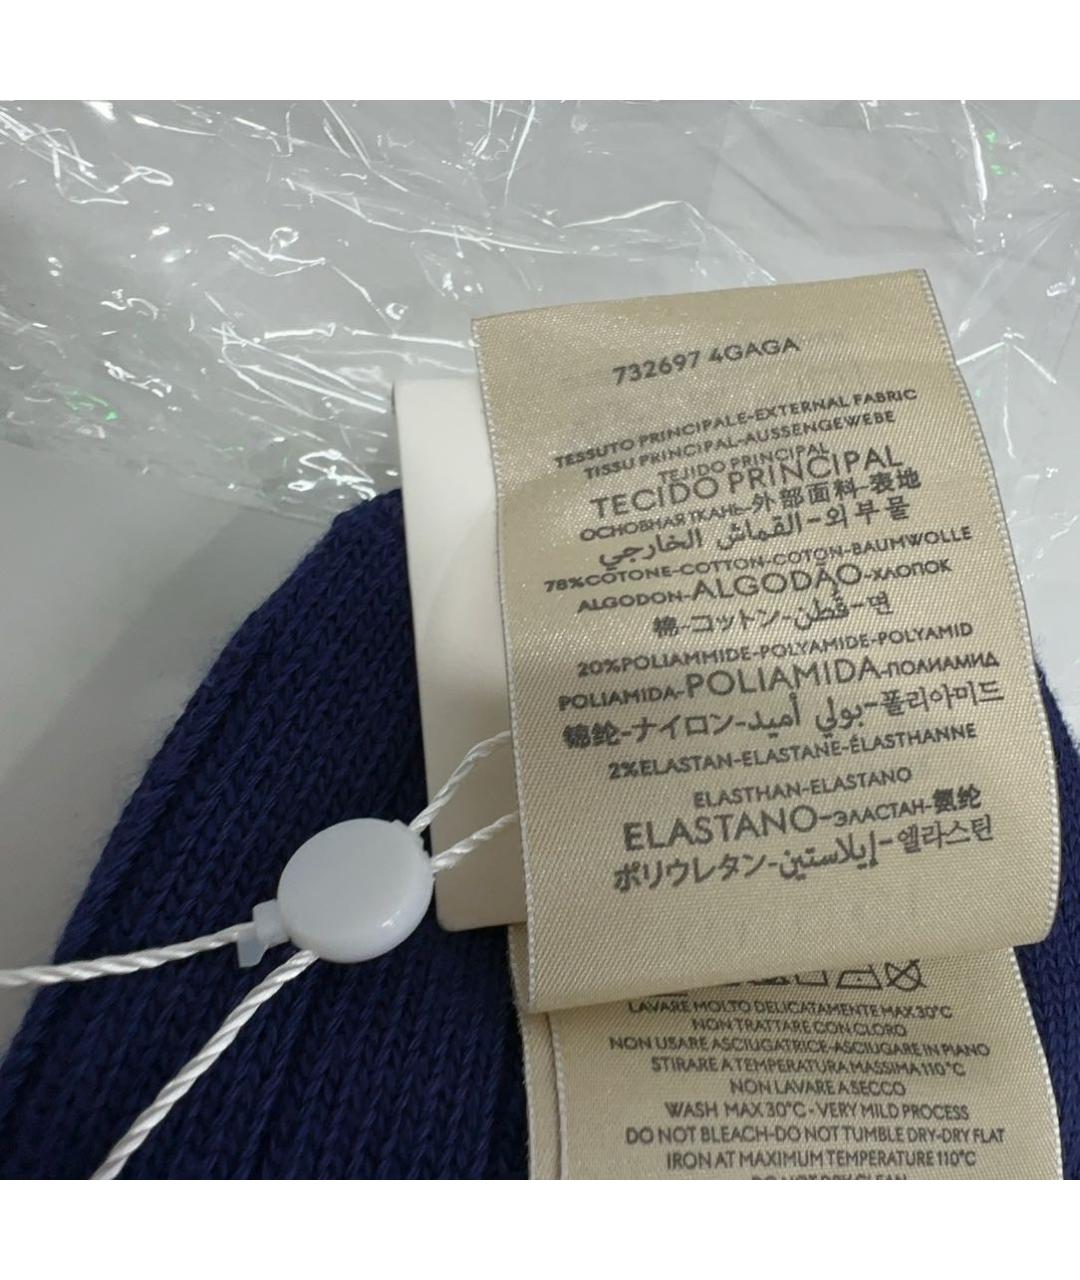 732697 4GAGA
TESSUTO PRINCIPALE-EXTERNAL FABRIC
TISSU PRINCIPAL-AUSSENGEWEBE
TEJIDO PRINCIPAL
TECIDO PRINCIPAL
ОСНОВНАЯ ТКАНЬ-外部面料-表地
القماش الخارجي-외부물
78%COTONE-COTTON-COTON-BAUMWOLLE
ALGODON-ALGODÃO-ХЛОПОК
棉-コットン-قطن-면
20%POLIAMMIDE-POLYAMIDE-POLYAMID
POLIAMIDA-POLIAMIDA-ПОЛИАМИД
锦纶-ナイロン-بولي أميد-폴리아미드
2%ELASTAN-ELASTANE-ÉLASTHANNE
ELASTHAN-ELASTANO
ELASTANO-ЭЛАСТАН-氨纶
ポリウレタン-إيلاستين-엘라스틴
LAVARE MOLTO DELICATAMENTE MAX.30°C
NON TRATTARE CON CLORO
NON USARE ASCIUGATRICE-ASCIUGARE IN PIANO
STIRARE A TEMPERATURA MASSIMA 110°C
NON LAVARE A SECCO
WASH MAX 30°C - VERY MILD PROCESS
DO NOT BLEACH-DO NOT TUMBLE DRY-DRY FLAT
IRON AT MAXIMUM TEMPERATURE 110°C
DO NOT DRY CLEAN